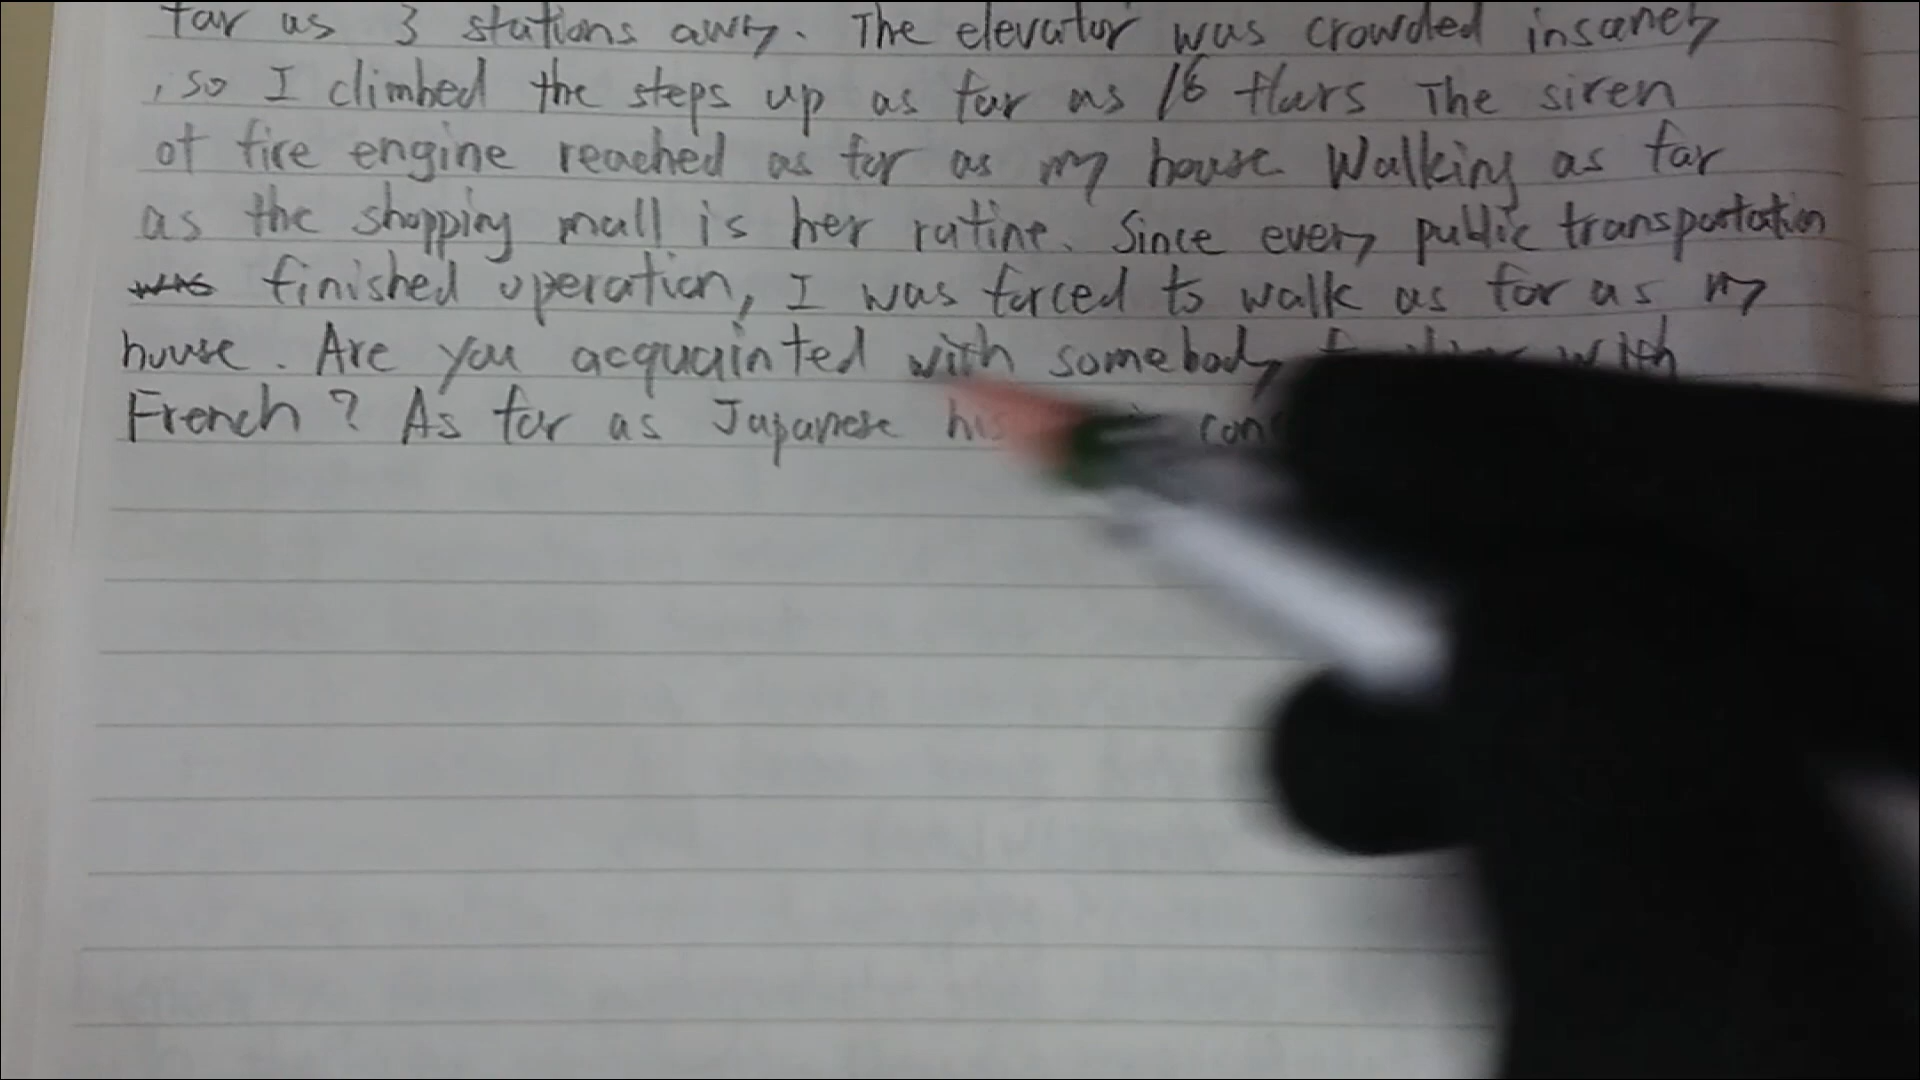 far as 3 stations away. The elevator was crowded insanely
, so I climbed the steps up as far as 16 floors The siren
of fire engine reached as far as my house Walking as far
as the shopping mall is her rutine. Since every public transportation
finished operation, I was forced to walk as far as my
house. Are you acquainted with somebody with
French? As far as Japanese